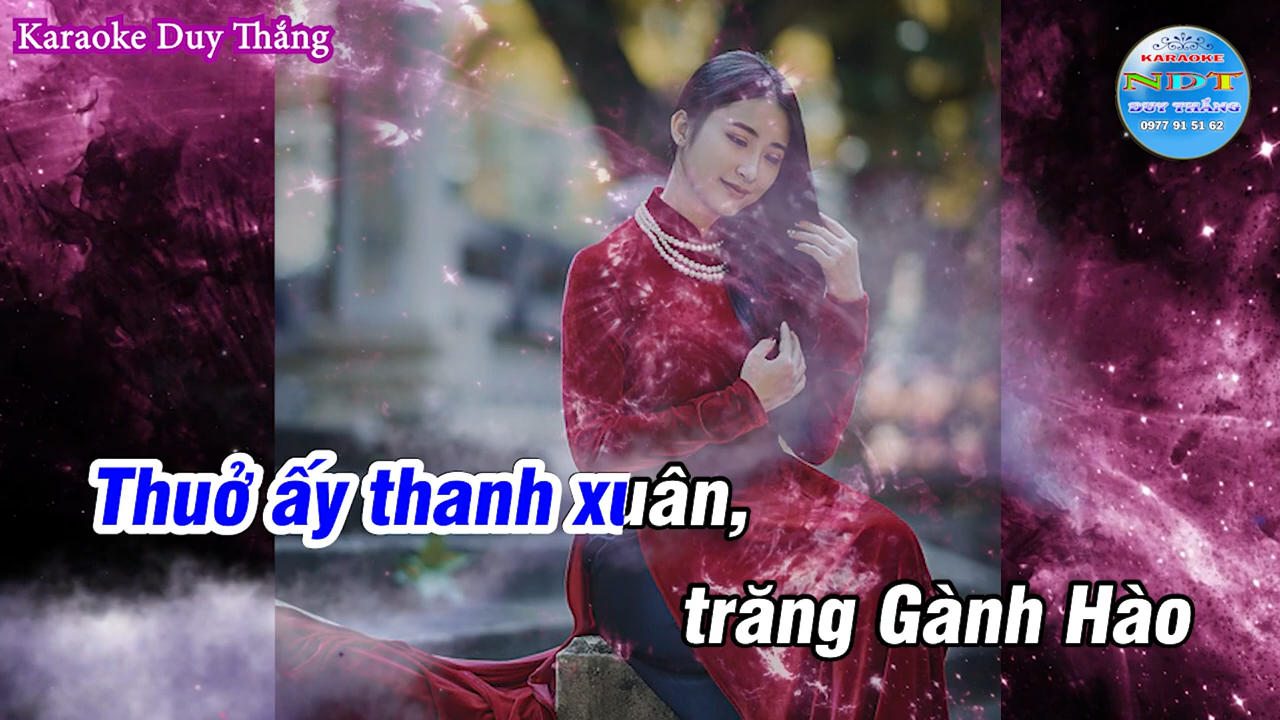 Karaoke Duy Thắng
KARAOKE
NDT
DUY THẮNG
0977 91 51 62
Thuở ấy thanh xuân,
trăng Gành Hào